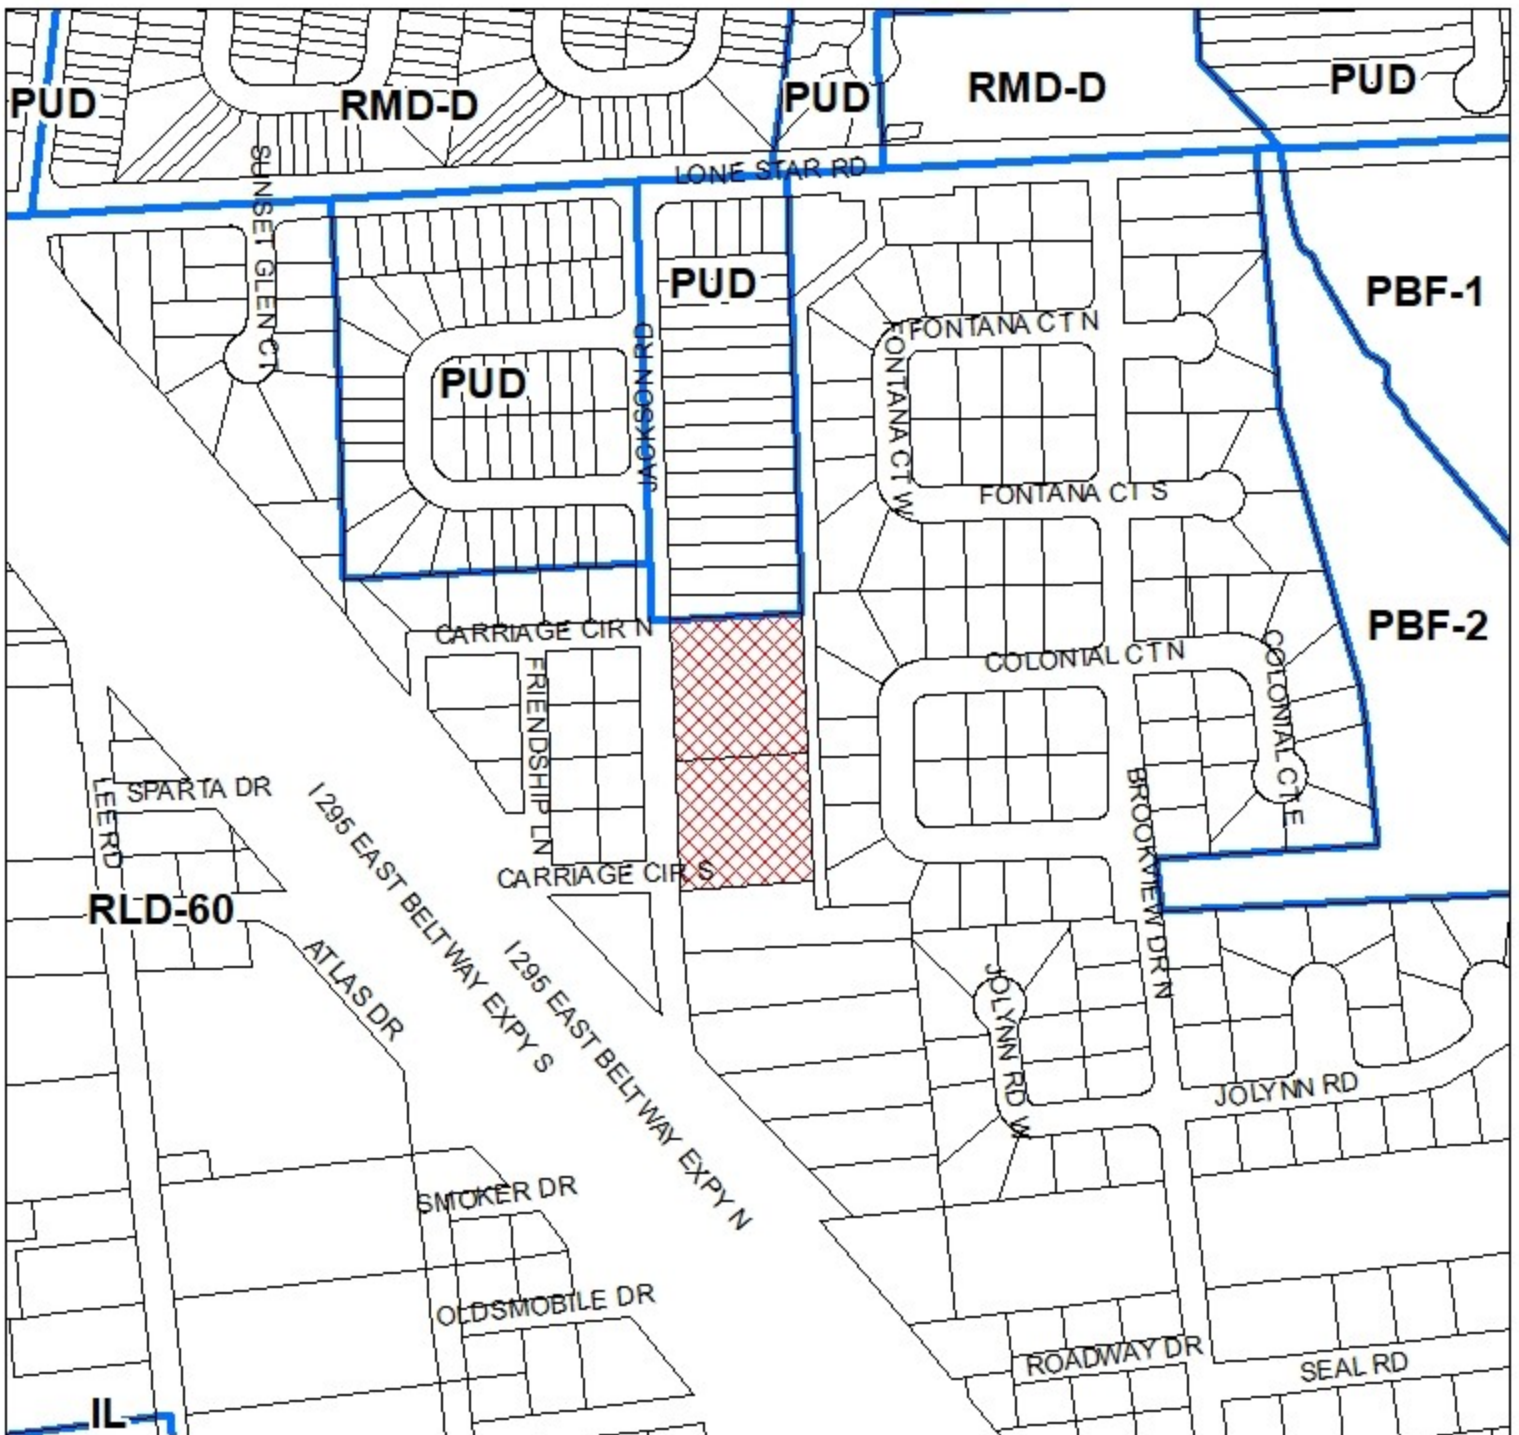 PUD
RMD-D
PUD
RMD-D
PUD
LONE STAR RD
SUNSET GLEN CT
PUD
PBF-1
FONTANA CT N
FONTANA CT W
JACKSON RD
PUD
FONTANA CT S
CARRIAGE CIR N
COLONIAL CT N
COLONIAL CT E
PBF-2
FRIENDSHIP LN
SPARTA DR
LEE RD
I 295 EAST BELTWAY EXPY S
BROOKVIEW DR N
CARRIAGE CIR S
RLD-60
ATLAS DR
I 295 EAST BELTWAY EXPY N
JOLYNN RD W
JOLYNN RD
SMOKER DR
OLDSMOBILE DR
ROADWAY DR
SEAL RD
IL